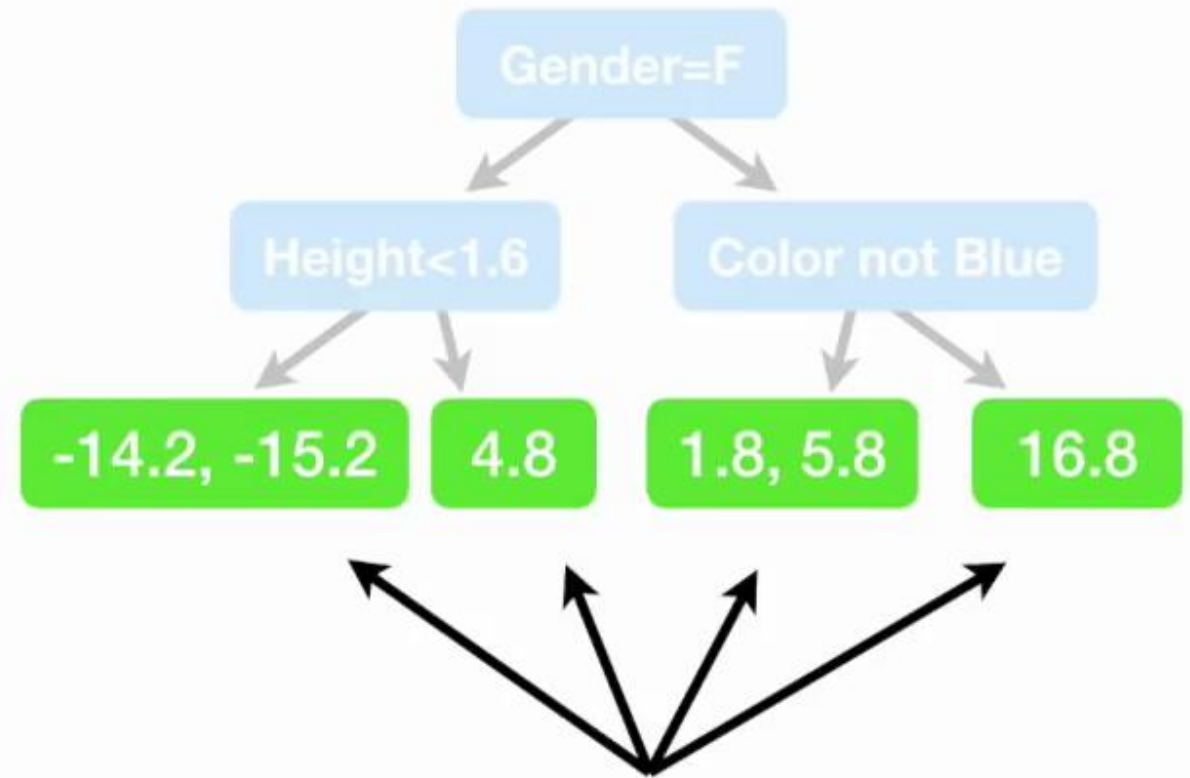 Gender=F
Height<1.6
Color not Blue
-14.2, -15.2
4.8
1.8, 5.8
16.8